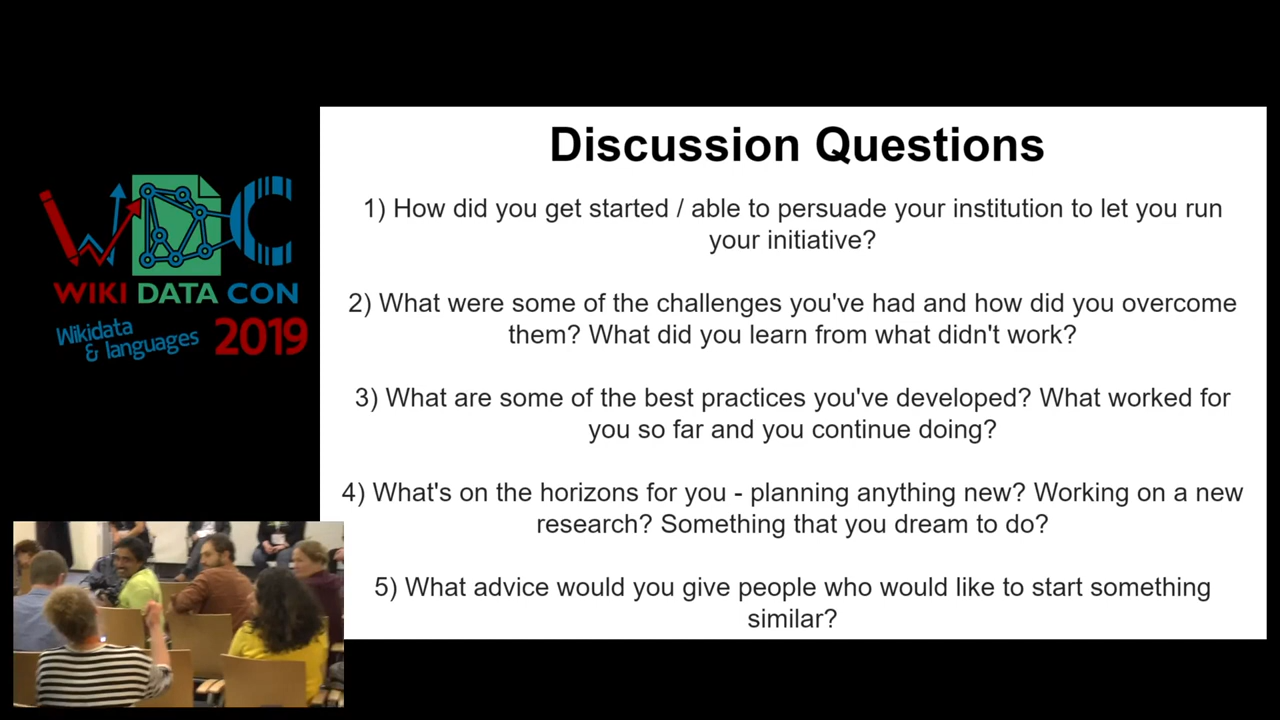 WDC
WIKI DATA CON
Wikidata
& languages
2019
Discussion Questions
1) How did you get started / able to persuade your institution to let you run
your initiative?
2) What were some of the challenges you've had and how did you overcome
them? What did you learn from what didn't work?
3) What are some of the best practices you've developed? What worked for
you so far and you continue doing?
4) What's on the horizons for you - planning anything new? Working on a new
research? Something that you dream to do?
5) What advice would you give people who would like to start something
similar?